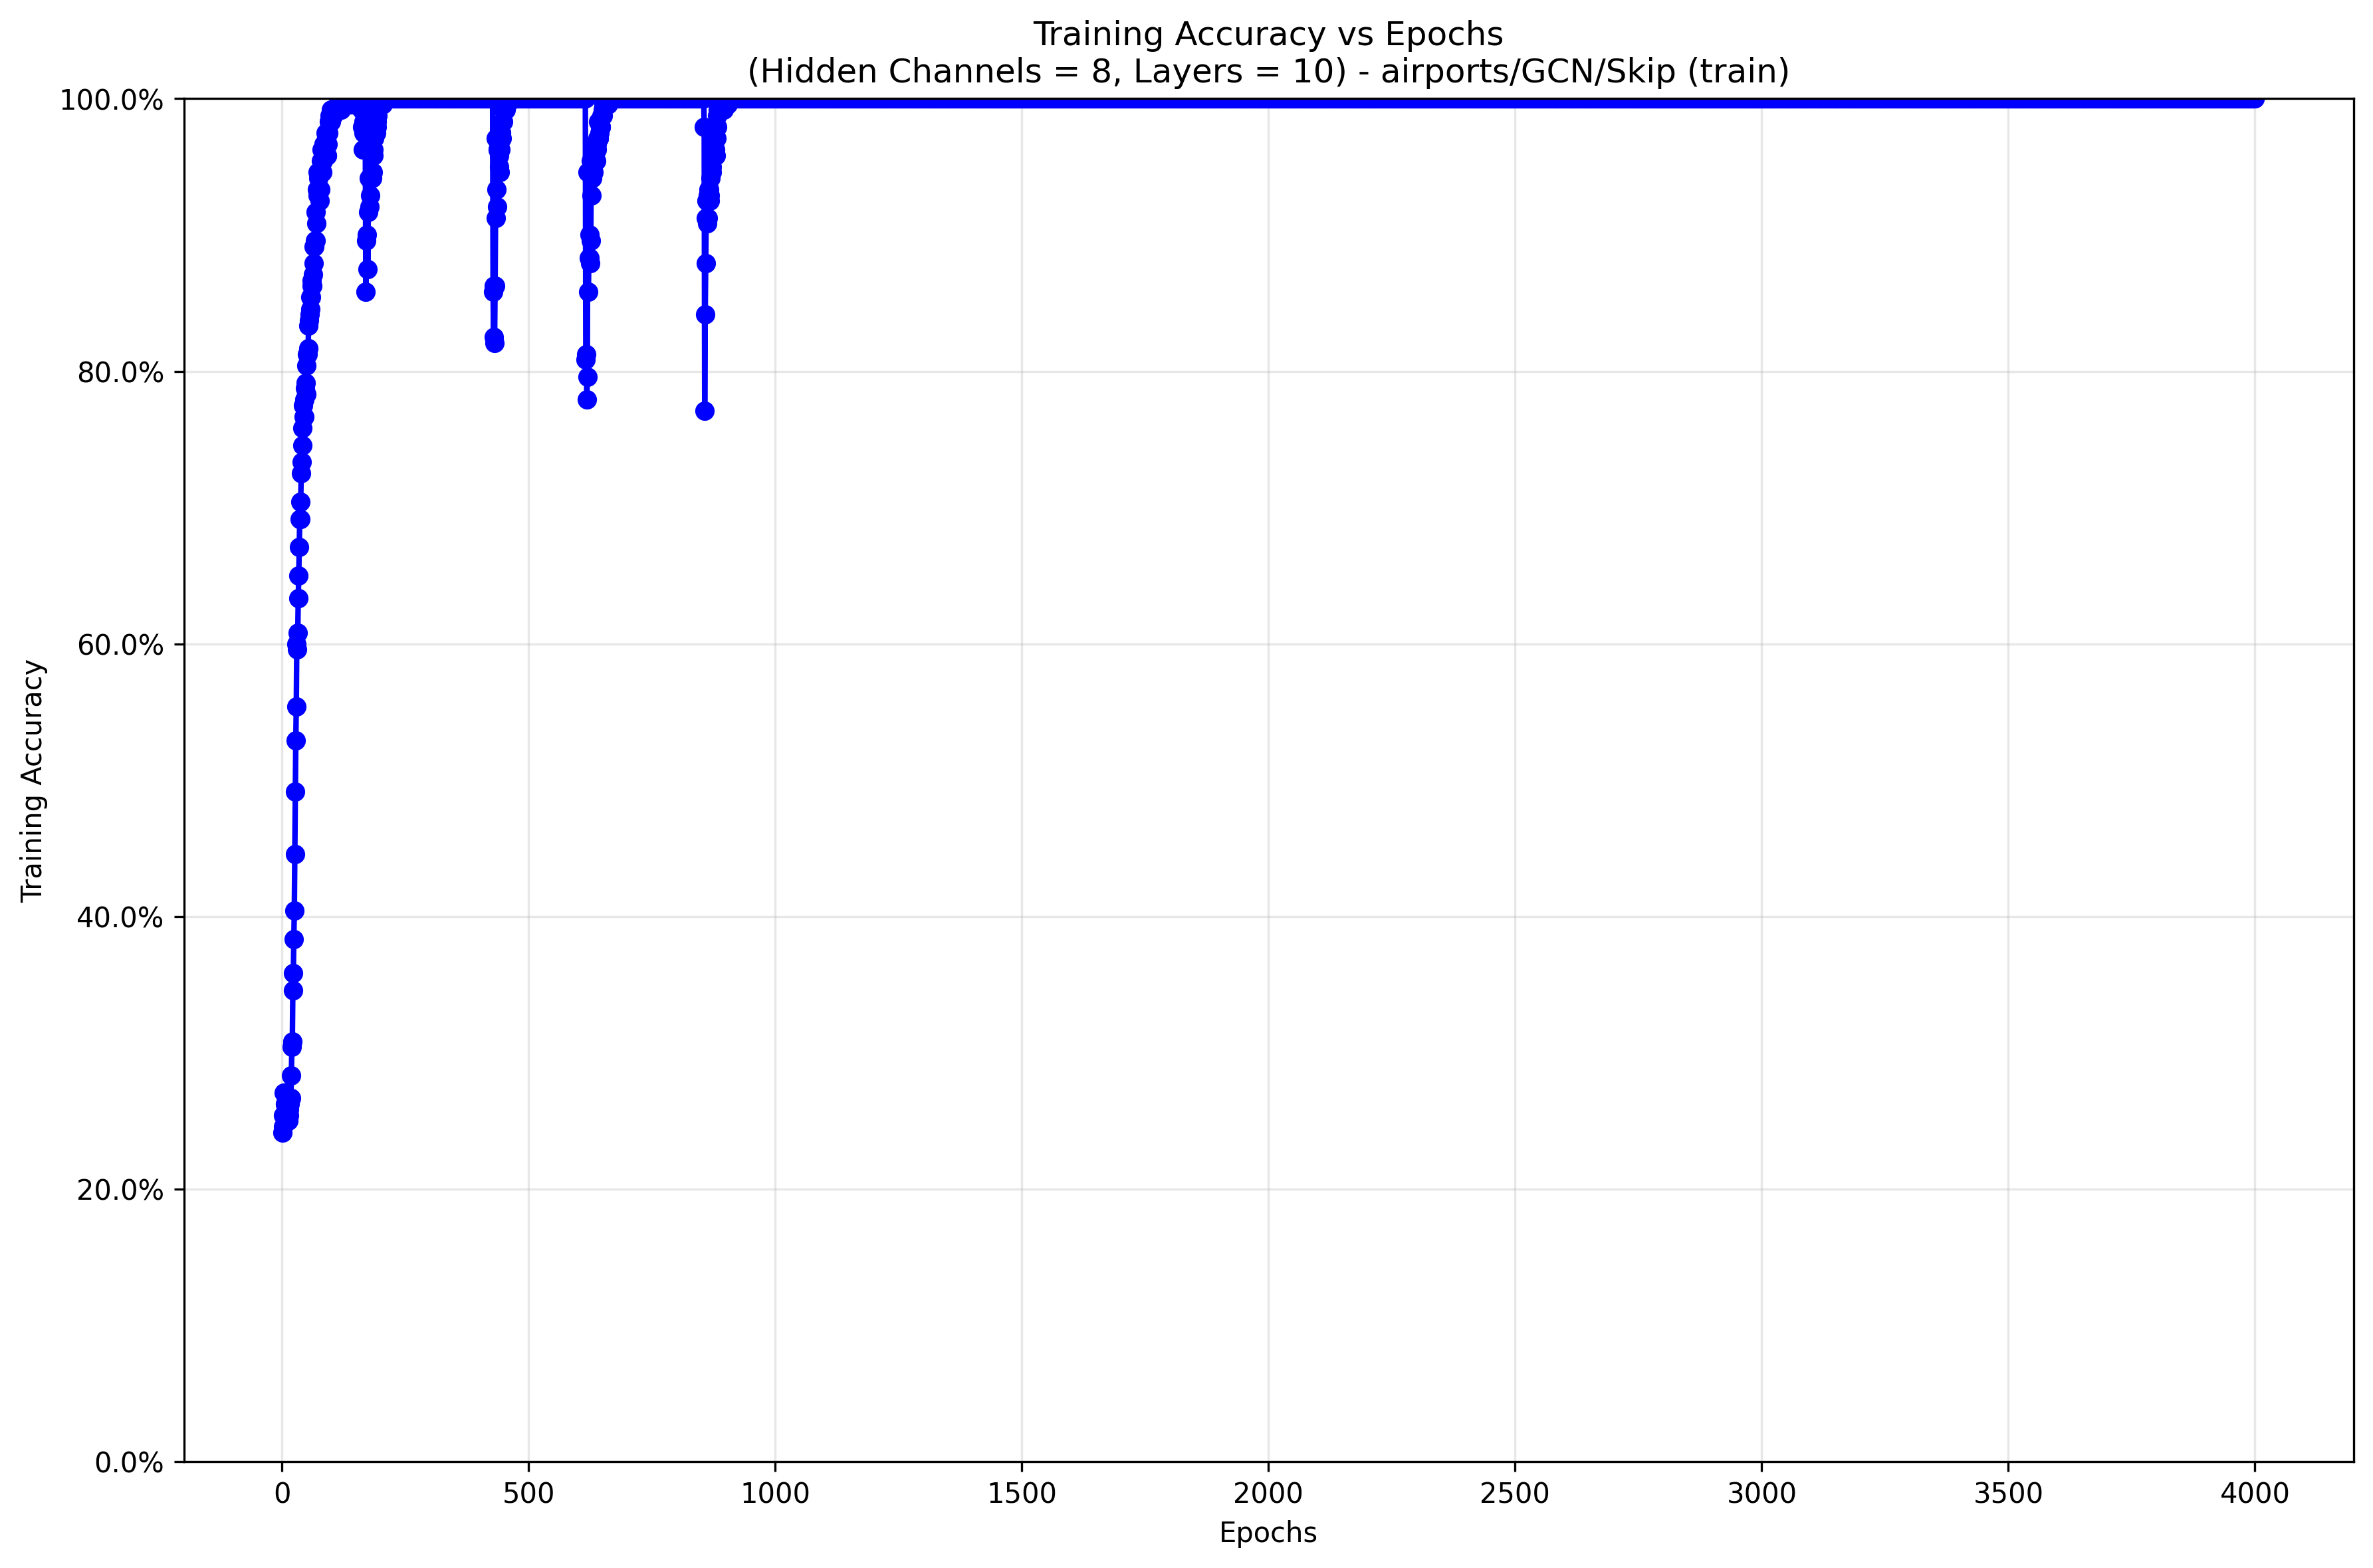 Training Accuracy vs Epochs
(Hidden Channels = 8, Layers = 10) - airports/GCN/Skip (train)
Training Accuracy
100.0%
80.0%
60.0%
40.0%
20.0%
0.0%
0 500 1000 1500 2000 2500 3000 3500 4000
Epochs